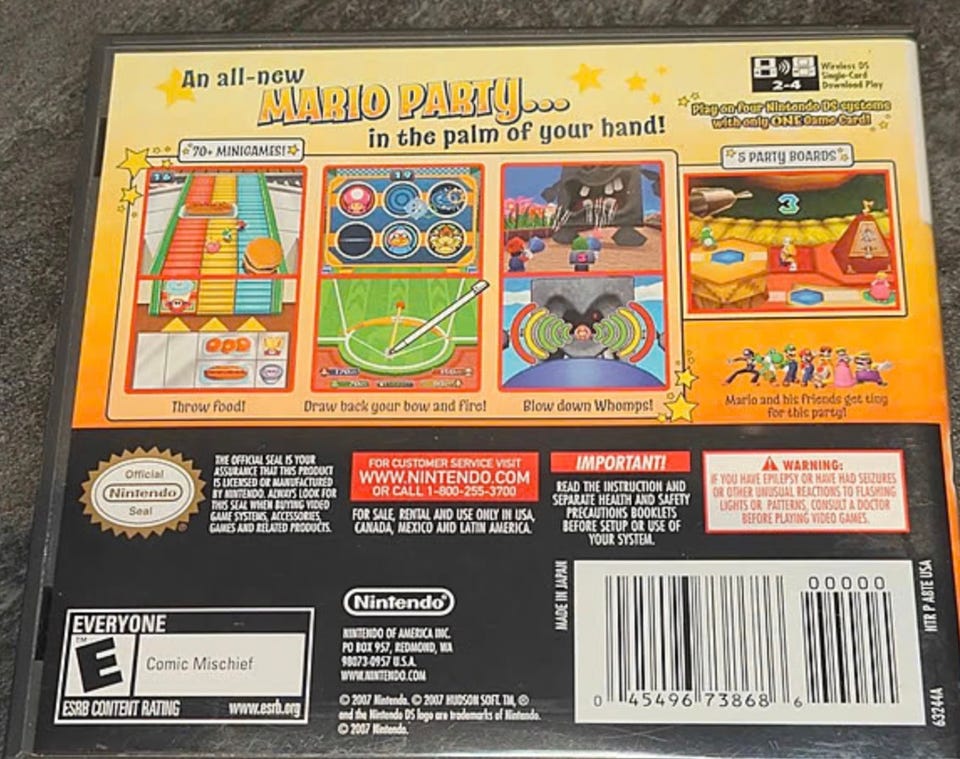 An all-new
MARIO PARTY...
in the palm of your hand!
2-4
Wireless DS
Single-Card
Download Play
Play on four Nintendo DS systems
with only ONE Game Card!
70+ MINIGAMES!
5 PARTY BOARDS
16
19
3
3
Throw food!
Draw back your bow and fire!
Blow down Whomps!
Mario and his friends get tiny
for this party!
Official
Nintendo
Seal
THE OFFICIAL SEAL IS YOUR
ASSURANCE THAT THIS PRODUCT
IS LICENSED OR MANUFACTURED
BY NINTENDO. ALWAYS LOOK FOR
THIS SEAL WHEN BUYING VIDEO
GAME SYSTEMS, ACCESSORIES,
GAMES AND RELATED PRODUCTS.
FOR CUSTOMER SERVICE VISIT
WWW.NINTENDO.COM
OR CALL 1-800-255-3700
FOR SALE, RENTAL AND USE ONLY IN USA,
CANADA, MEXICO AND LATIN AMERICA.
IMPORTANT!
READ THE INSTRUCTION AND
SEPARATE HEALTH AND SAFETY
PRECAUTIONS BOOKLETS
BEFORE SETUP OR USE OF
YOUR SYSTEM.
WARNING:
IF YOU HAVE EPILEPSY OR HAVE HAD SEIZURES
OR OTHER UNUSUAL REACTIONS TO FLASHING
LIGHTS OR PATTERNS, CONSULT A DOCTOR
BEFORE PLAYING VIDEO GAMES.
EVERYONE
TM
E
Comic Mischief
ESRB CONTENT RATING www.esrb.org
Nintendo®
NINTENDO OF AMERICA INC.
PO BOX 957, REDMOND, WA
98073-0957 U.S.A.
WWW.NINTENDO.COM
© 2007 Nintendo. © 2007 HUDSON SOFT. TM, ®
and the Nintendo DS logo are trademarks of Nintendo.
© 2007 Nintendo.
MADE IN JAPAN
00000
0 45496 73868 6
NTR P ABTE USA
63244A